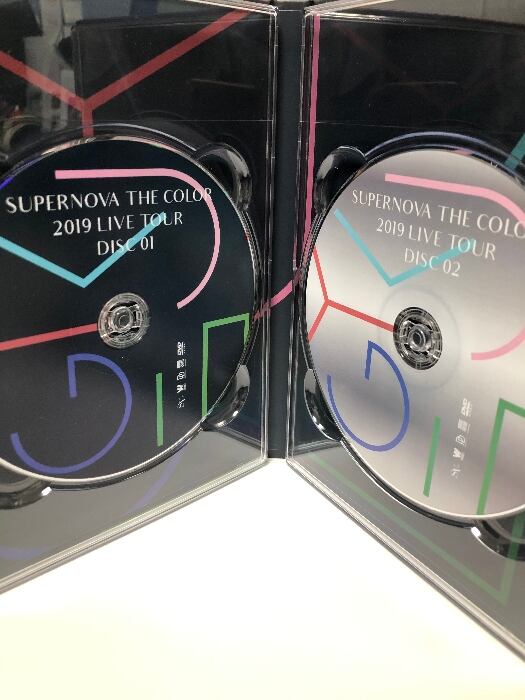 SUPERNOVA THE COLOR
2019 LIVE TOUR
DISC 01
SUPERNOVA THE COLO
2019 LIVE TOUR
DISC 02